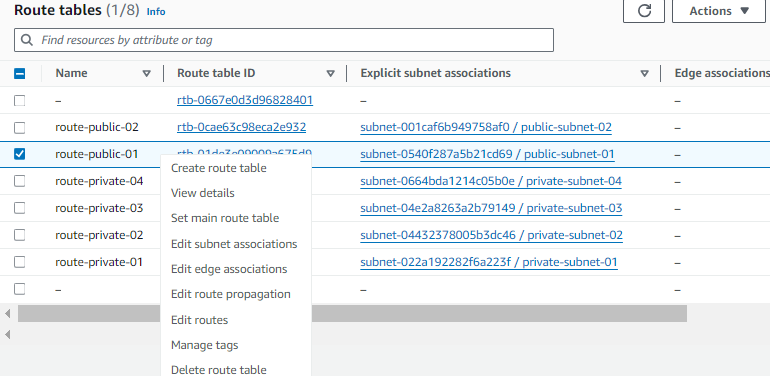 Route tables (1/8) Info
Actions
Find resources by attribute or tag
Name Route table ID Explicit subnet associations Edge associations
– rtb-0667e0d3d96828401 – –
route-public-02 rtb-0cae63c98eca2e932 subnet-001caf6b949758af0 / public-subnet-02 –
route-public-01 subnet-0540f287a5b21cd69 / public-subnet-01 –
Create route table
route-private-04 subnet-0664bda1214c05b0e / private-subnet-04 –
View details
route-private-03 subnet-04e2a8263a2b79149 / private-subnet-03 –
Set main route table
route-private-02 subnet-04432378005b3dc46 / private-subnet-02 –
Edit subnet associations
route-private-01 subnet-022a192282f6a223f / private-subnet-01 –
Edit edge associations
– – –
Edit route propagation
Edit routes
Manage tags
Delete route table